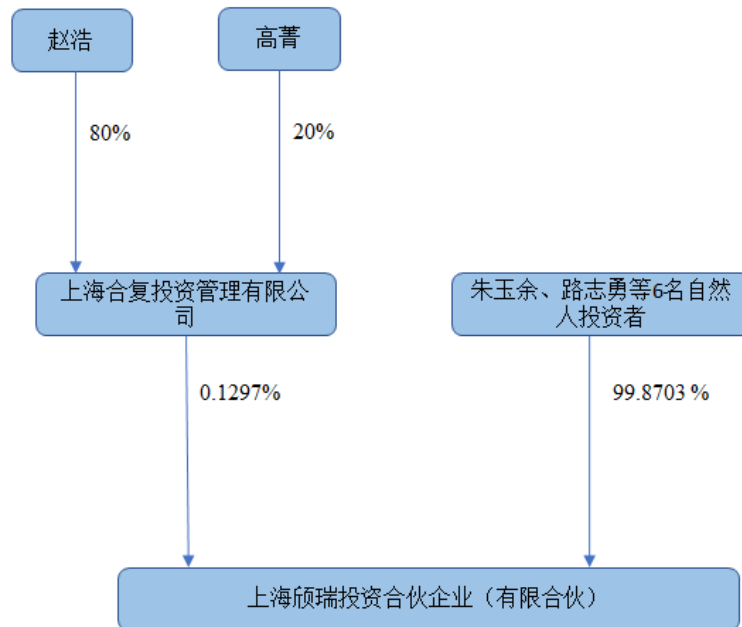 赵浩
高菁
80%
20%
上海合复投资管理有限公
司
朱玉余、路志勇等6名自然
人投资者
0.1297%
99.8703 %
上海颀瑞投资合伙企业（有限合伙）